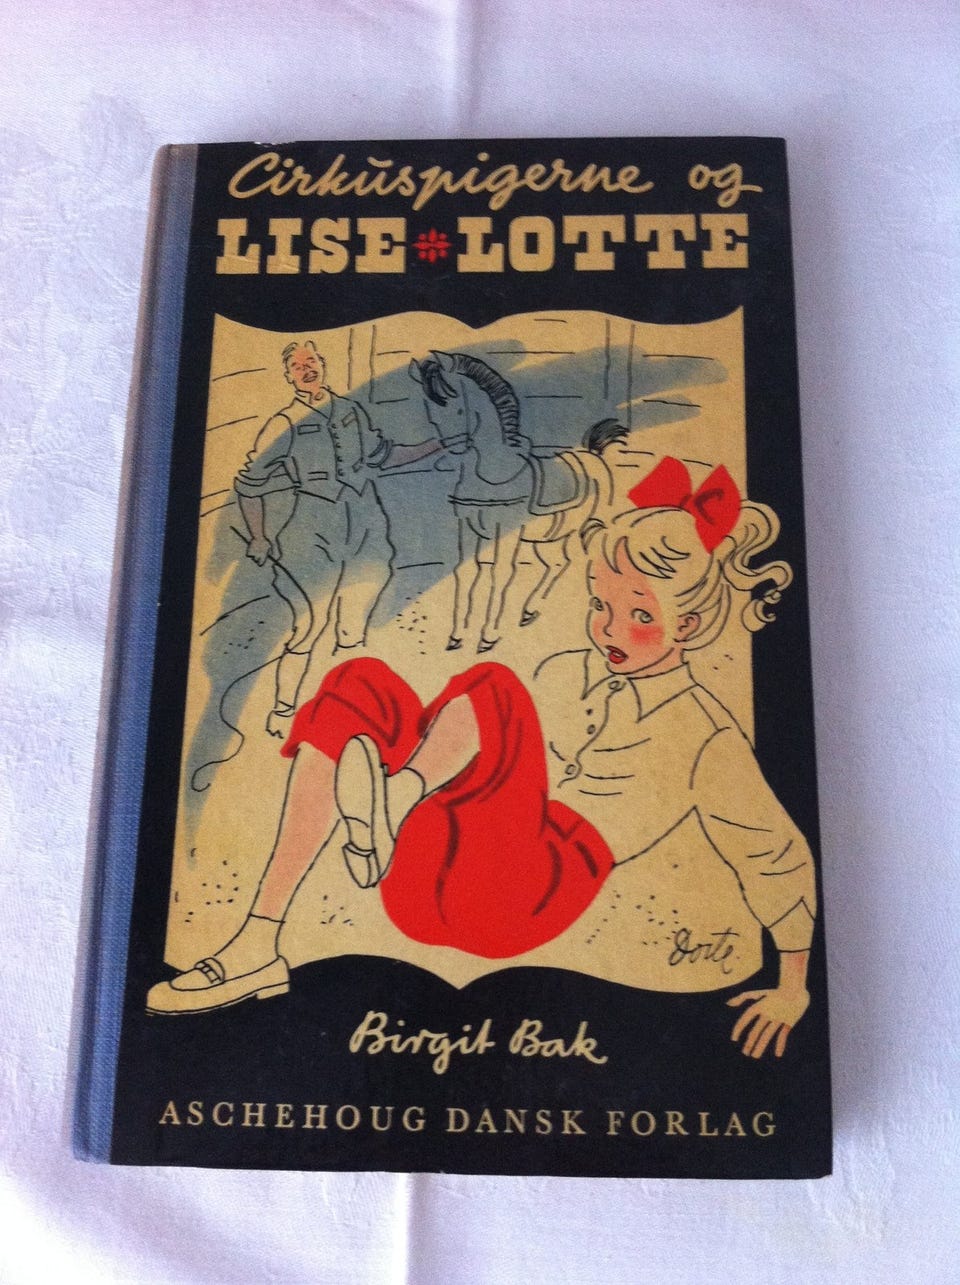 Cirkuspigerne og
LISE LOTTE
Dorte.
Birgit Bak
ASCHEHOUG DANSK FORLAG